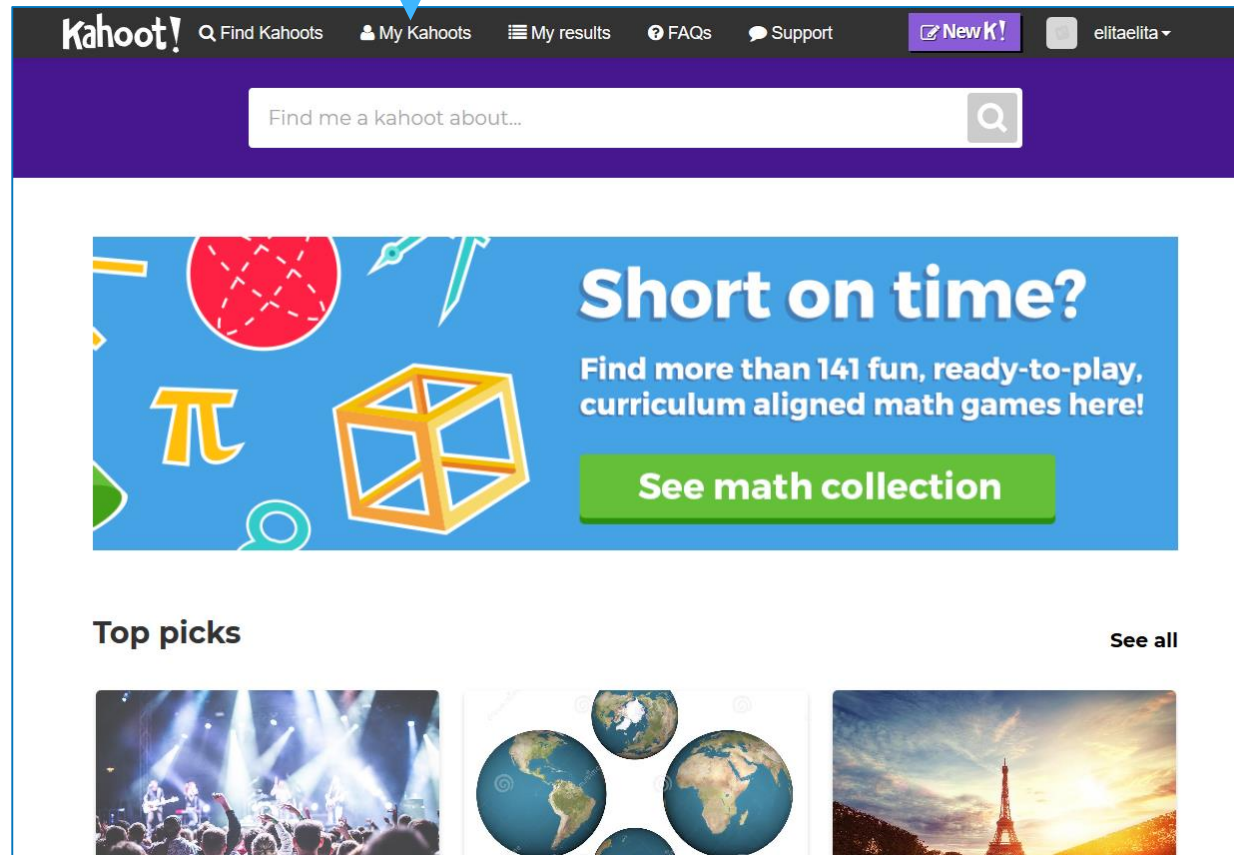 Kahoot! Find Kahoots My Kahoots My results FAQs Support New K! elitaelita
Find me a kahoot about...
Short on time?
Find more than 141 fun, ready-to-play,
curriculum aligned math games here!
See math collection
π
Top picks See all